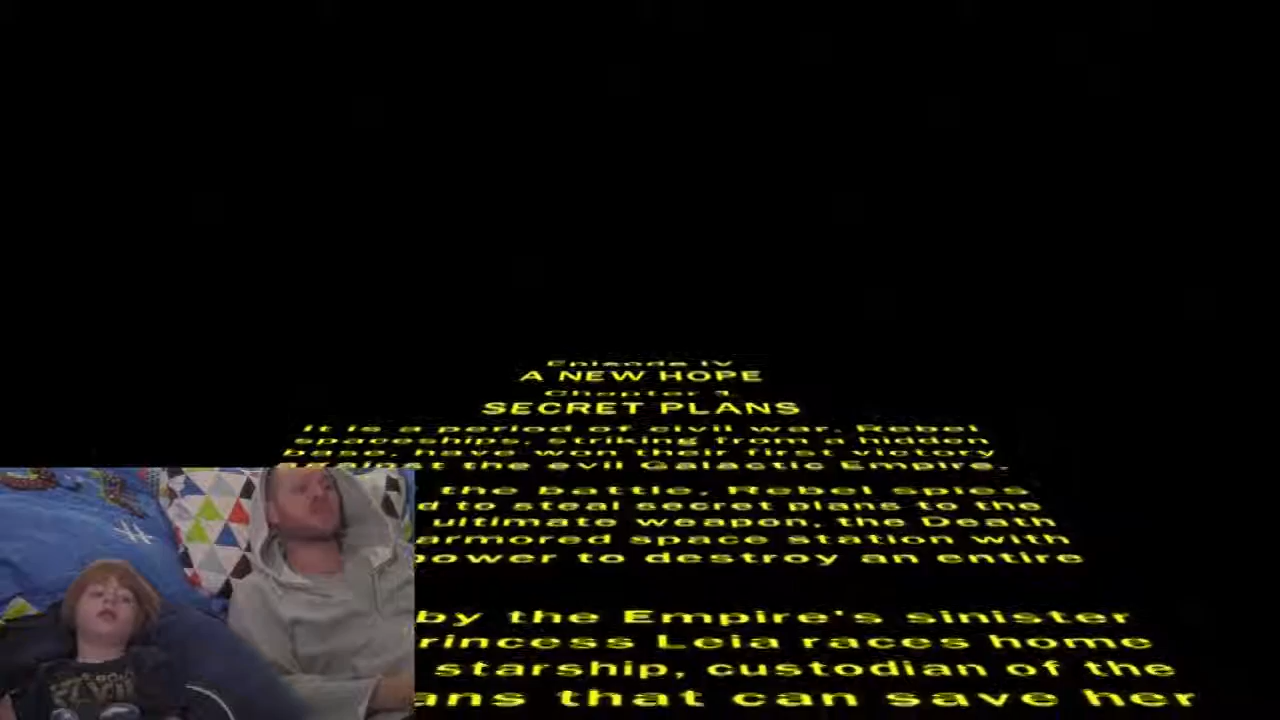 Episode IV
A NEW HOPE
Chapter 1
SECRET PLANS
It is a period of civil war. Rebel
spaceships, striking from a hidden
base, have won their first victory
against the evil Galactic Empire.
the battle, Rebel spies
to steal secret plans to the
ultimate weapon, the Death
armored space station with
power to destroy an entire
by the Empire's sinister
Leia races home
starship, custodian of the
that can save her